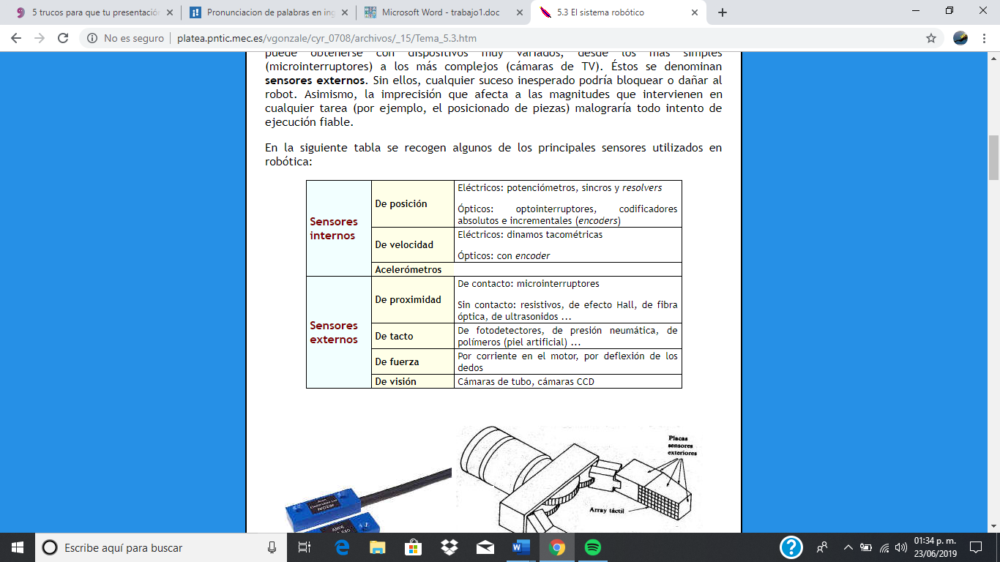 5 trucos para que tu presentación
Pronunciacion de palabras en ing
Microsoft Word - trabajo1.doc
5.3 El sistema robótico
No es seguro
platea.pntic.mec.es/vgonzale/cyr_0708/archivos/_15/Tema_5.3.htm
puede obtenerse con dispositivos muy variados, desde los más simples
(microinterruptores) a los más complejos (cámaras de TV). Éstos se denominan
sensores externos. Sin ellos, cualquier suceso inesperado podría bloquear o dañar al
robot. Asimismo, la imprecisión que afecta a las magnitudes que intervienen en
cualquier tarea (por ejemplo, el posicionado de piezas) malograría todo intento de
ejecución fiable.
En la siguiente tabla se recogen algunos de los principales sensores utilizados en
robótica:
Sensores
internos
De posición
Eléctricos: potenciómetros, sincros y resolvers
Ópticos: optointerruptores, codificadores
absolutos e incrementales (encoders)
De velocidad
Eléctricos: dinamos tacométricas
Ópticos: con encoder
Acelerómetros
Sensores
externos
De proximidad
De contacto: microinterruptores
Sin contacto: resistivos, de efecto Hall, de fibra
óptica, de ultrasonidos ...
De tacto
De fotodetectores, de presión neumática, de
polímeros (piel artificial) ...
De fuerza
Por corriente en el motor, por deflexión de los
dedos
De visión
Cámaras de tubo, cámaras CCD
Placas
sensores
exteriores
Array táctil
Escribe aquí para buscar
01:34 p. m.
23/06/2019